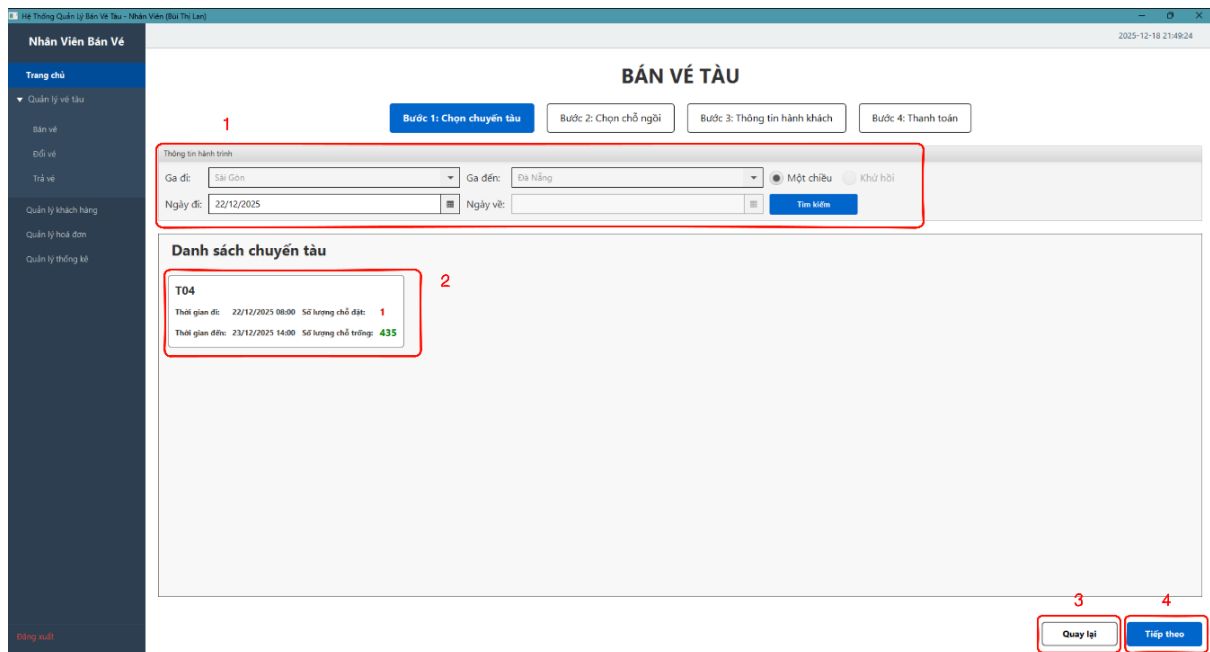 Hệ Thống Quản Lý Bán Vé Tàu - Nhân Viên (Bùi Thị Lan)
Nhân Viên Bán Vé
2025-12-18 21:49:24
Trang chủ
Quản lý vé tàu
Bán vé
Đổi vé
Trả vé
Quản lý khách hàng
Quản lý hoá đơn
Quản lý thống kê
Đăng xuất
BÁN VÉ TÀU
Bước 1: Chọn chuyến tàu Bước 2: Chọn chỗ ngồi Bước 3: Thông tin hành khách Bước 4: Thanh toán
1
Thông tin hành trình
Ga đi: Sài Gòn Ga đến: Đà Nẵng Một chiều Khứ hồi
Ngày đi: 22/12/2025 Ngày về: Tìm kiếm
Danh sách chuyến tàu
2
T04
Thời gian đi: 22/12/2025 08:00 Số lượng chỗ đặt: 1
Thời gian đến: 23/12/2025 14:00 Số lượng chỗ trống: 435
3 4
Quay lại Tiếp theo